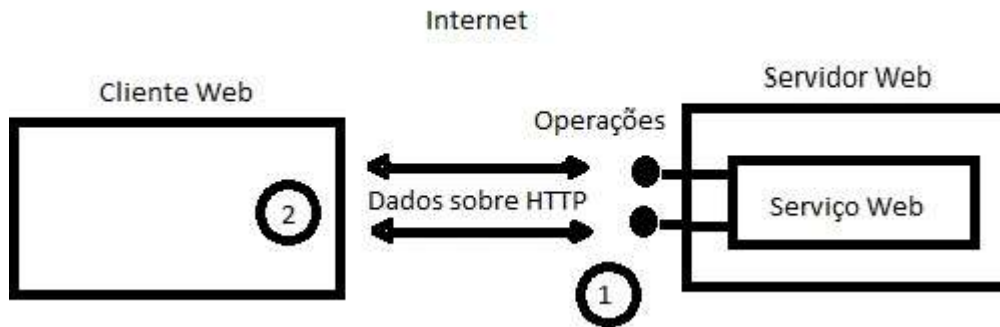 Internet
Cliente Web
Servidor Web
Operações
Dados sobre HTTP
Serviço Web
2
1